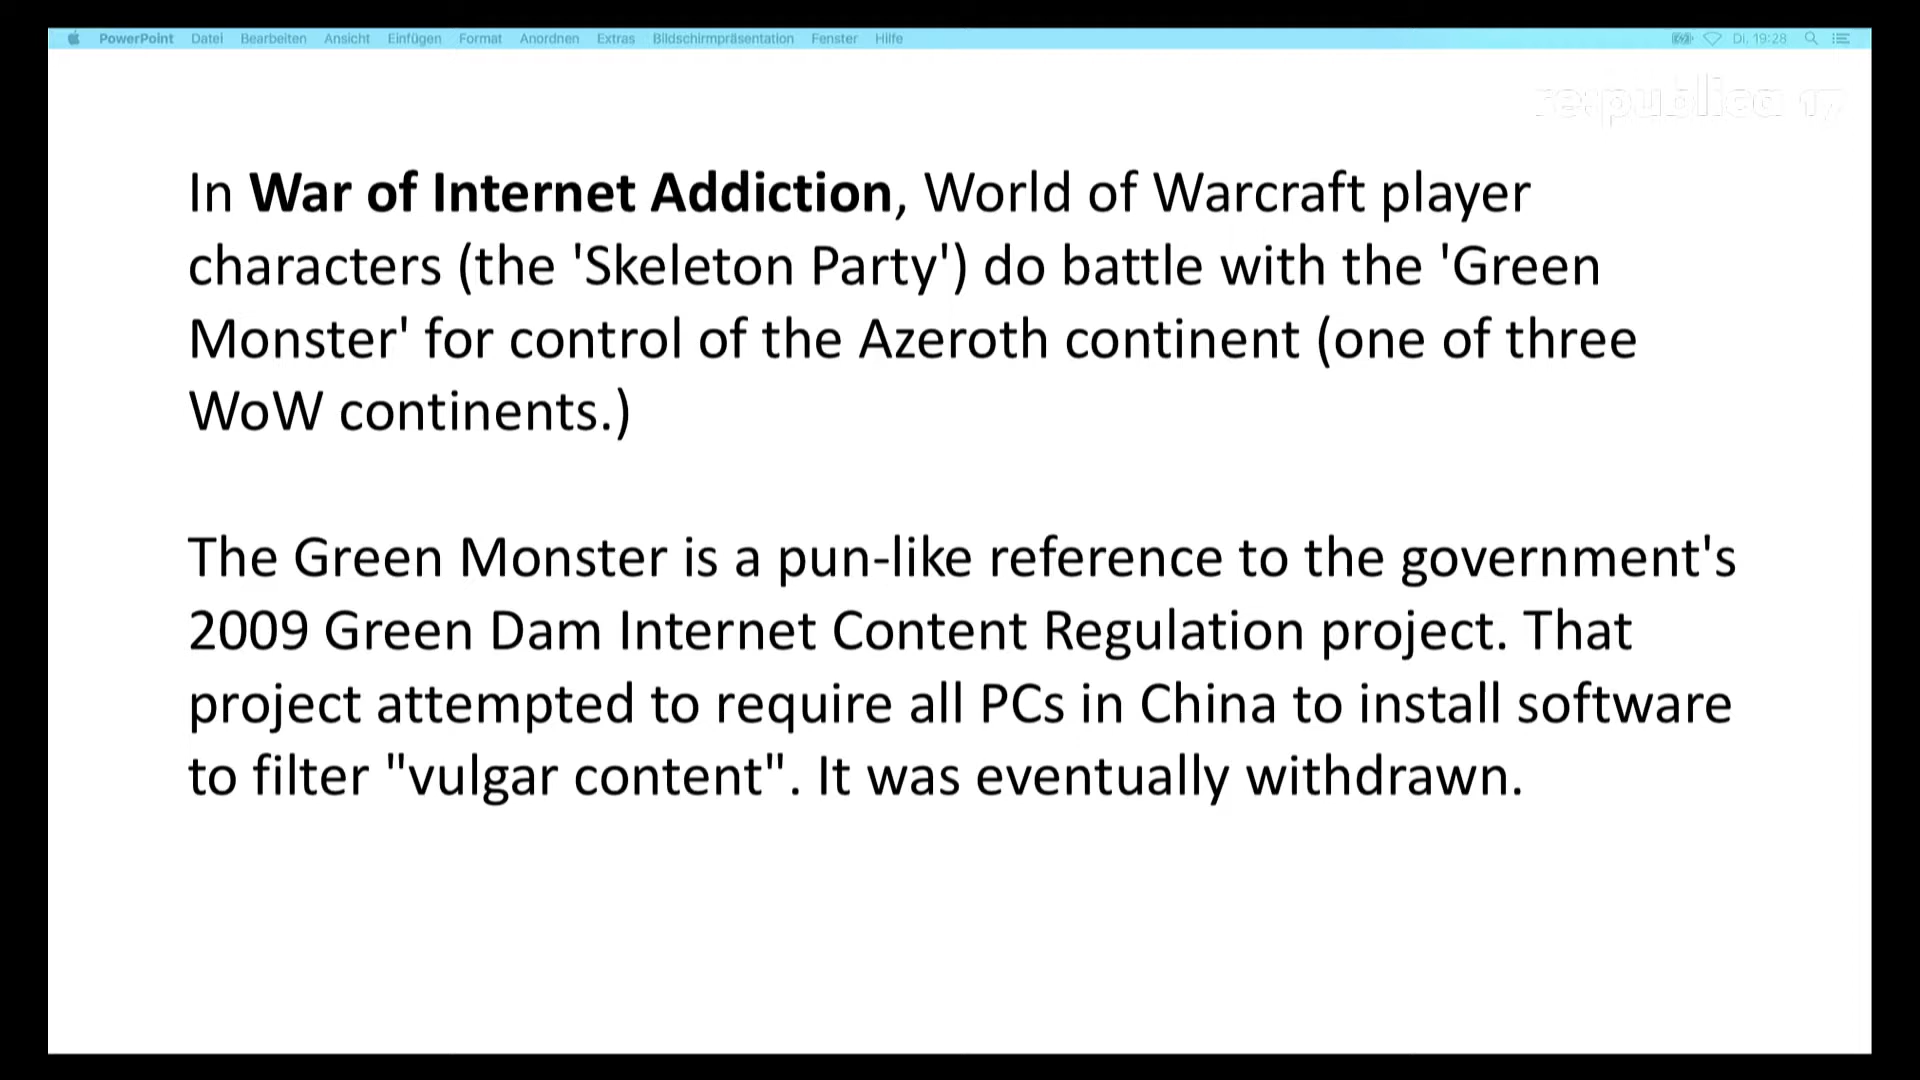 PowerPoint Datei Bearbeiten Ansicht Einfügen Format Anordnen Extras Bildschirmpräsentation Fenster Hilfe Di. 19:28
re:publica 17
In War of Internet Addiction, World of Warcraft player
characters (the 'Skeleton Party') do battle with the 'Green
Monster' for control of the Azeroth continent (one of three
WoW continents.)
The Green Monster is a pun-like reference to the government's
2009 Green Dam Internet Content Regulation project. That
project attempted to require all PCs in China to install software
to filter "vulgar content". It was eventually withdrawn.